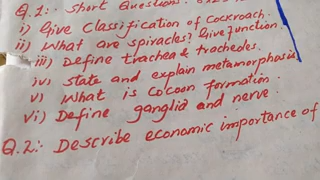 Q.1:- Short Questions.
i) Give Classification of Cockroach.
ii) What are spiracles? Give function.
iii) Define trachea & tracheoles.
iv) State and explain metamorphosis
v) What is Cocoon formation.
vi) Define ganglia and nerve.
Q.2:- Describe economic importance of